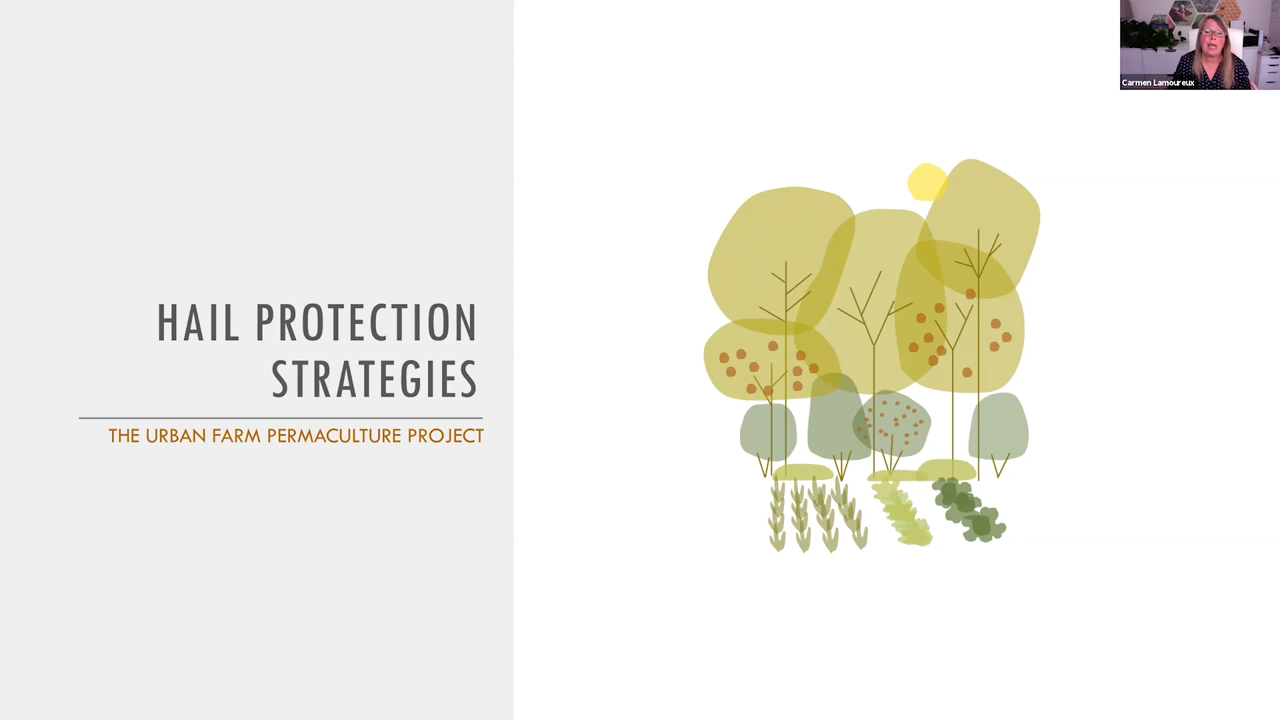 HAIL PROTECTION
STRATEGIES
THE URBAN FARM PERMACULTURE PROJECT
Carmen Lamoureux